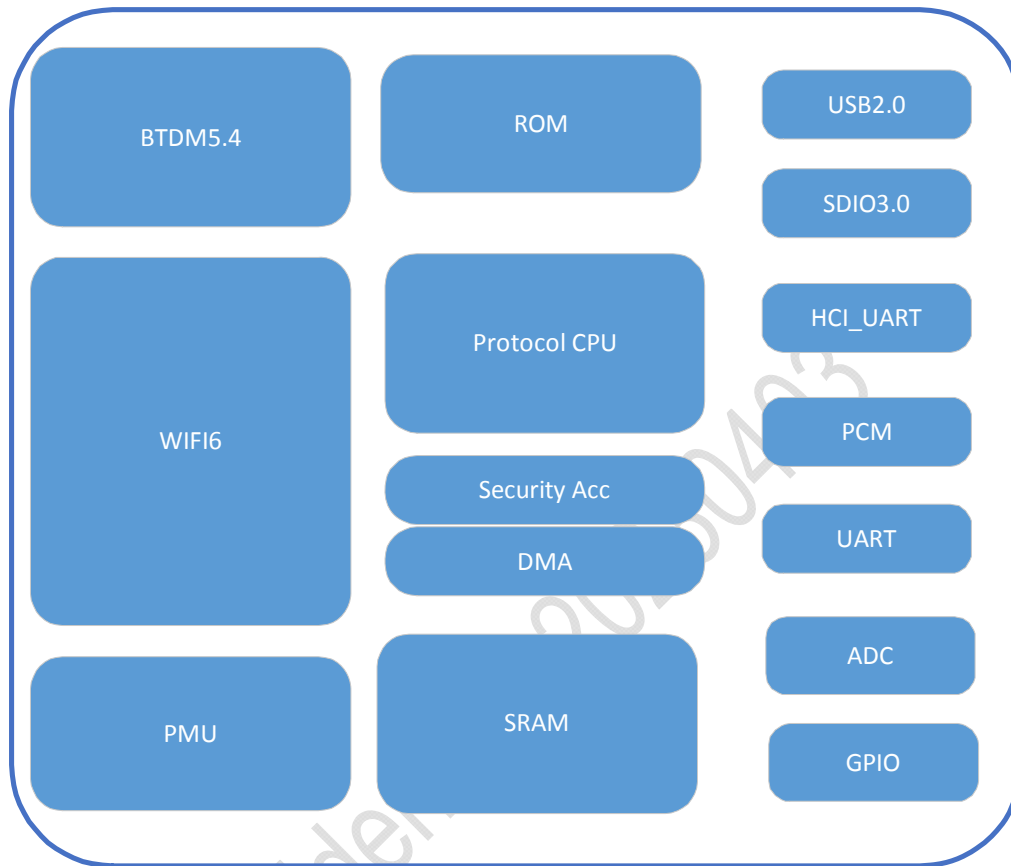 BTDM5.4
WIFI6
PMU
ROM
Protocol CPU
Security Acc
DMA
SRAM
USB2.0
SDIO3.0
HCI_UART
PCM
UART
ADC
GPIO